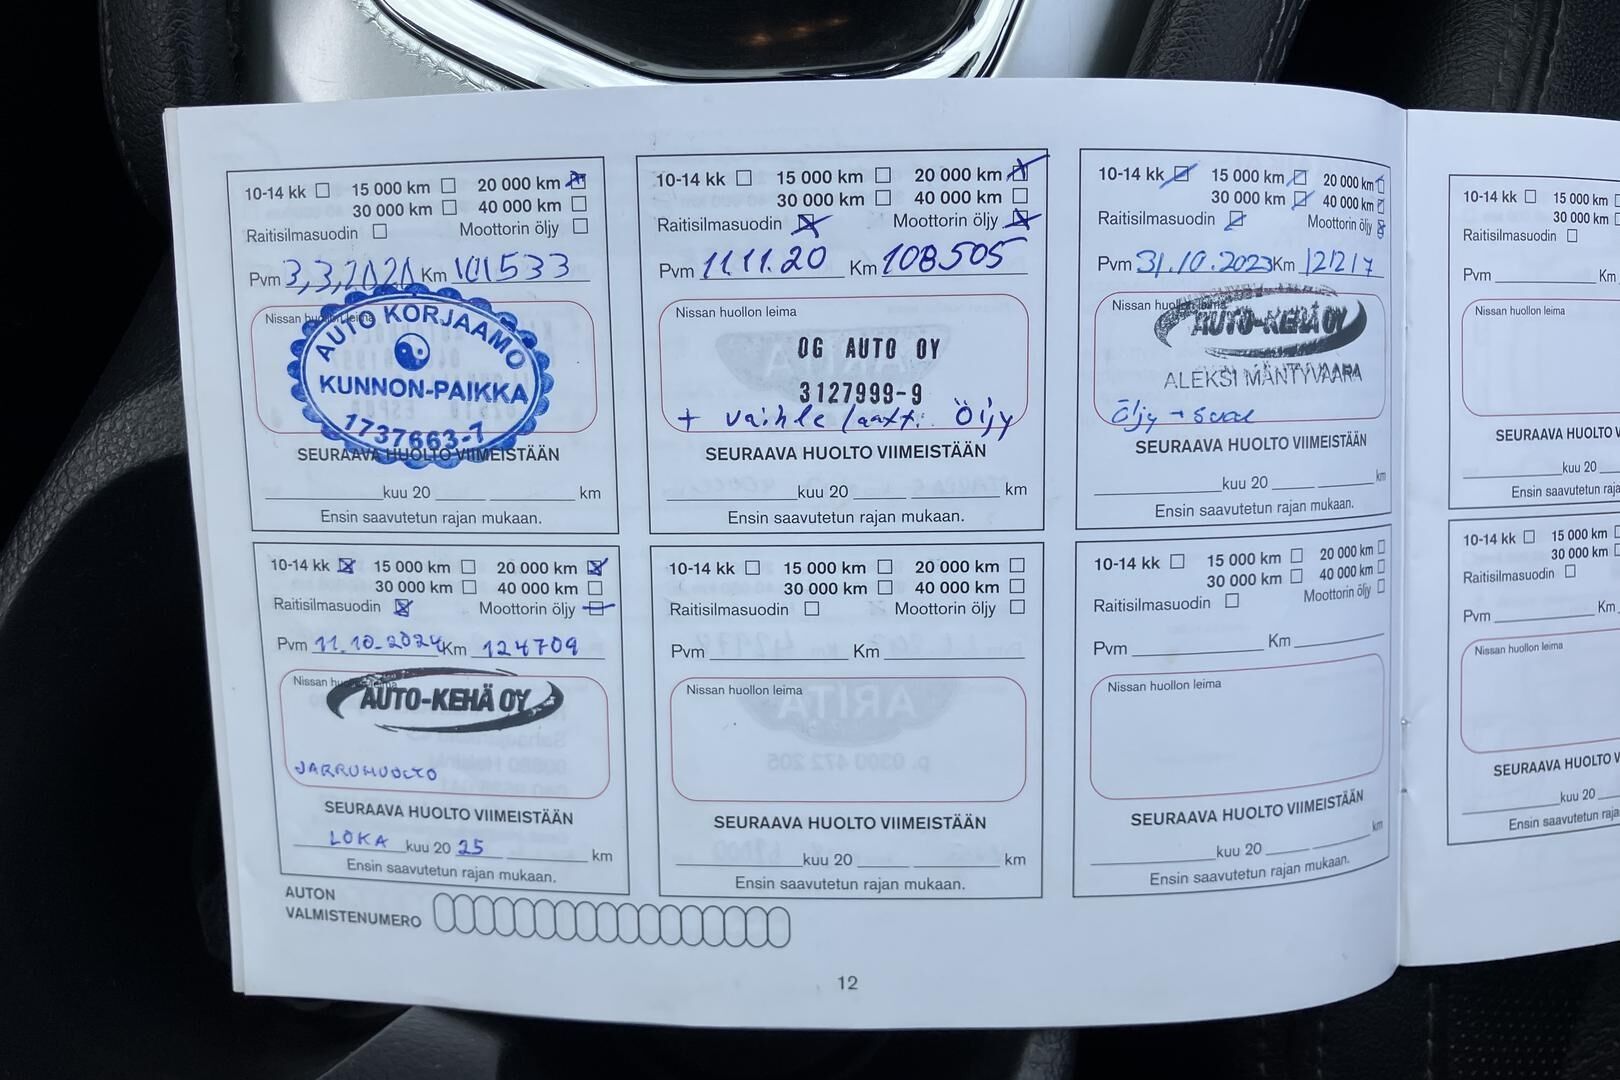 10-14 kk 15 000 km 20 000 km
30 000 km 40 000 km
Raitisilmasuodin Moottorin öljy
Pvm 3,3,2020 Km 101533
Nissan huollon leima
AUTO KORJAAMO
KUNNON-PAIKKA
1737663-7
SEURAAVA HUOLTO VIIMEISTÄÄN
kuu 20 km
Ensin saavutetun rajan mukaan.
10-14 kk 15 000 km 20 000 km
30 000 km 40 000 km
Raitisilmasuodin Moottorin öljy
Pvm 11.11.20 Km 108505
Nissan huollon leima
OG AUTO OY
3127999-9
+ vaihde laatt. Öljy
SEURAAVA HUOLTO VIIMEISTÄÄN
kuu 20 km
Ensin saavutetun rajan mukaan.
10-14 kk 15 000 km 20 000 km
30 000 km 40 000 km
Raitisilmasuodin Moottorin öljy
Pvm 31.10.2023 Km 121217
Nissan huollon leima
AUTO-KEHÄ OY
ALEKSI MÄNTYVAARA
Öljy + suod
SEURAAVA HUOLTO VIIMEISTÄÄN
kuu 20 km
Ensin saavutetun rajan mukaan.
10-14 kk 15 000 km
30 000 km
Raitisilmasuodin
Pvm Km
Nissan huollon leima
SEURAAVA HUOLTO
kuu 20
Ensin saavutetun
10-14 kk 15 000 km 20 000 km
30 000 km 40 000 km
Raitisilmasuodin Moottorin öljy
Pvm 11.10.2024 Km 124709
Nissan huollon leima
AUTO-KEHÄ OY
JARRUHUOLTO
SEURAAVA HUOLTO VIIMEISTÄÄN
LOKA kuu 20 25 km
Ensin saavutetun rajan mukaan.
10-14 kk 15 000 km 20 000 km
30 000 km 40 000 km
Raitisilmasuodin Moottorin öljy
Pvm Km
Nissan huollon leima
SEURAAVA HUOLTO VIIMEISTÄÄN
kuu 20 km
Ensin saavutetun rajan mukaan.
10-14 kk 15 000 km 20 000 km
30 000 km 40 000 km
Raitisilmasuodin Moottorin öljy
Pvm Km
Nissan huollon leima
SEURAAVA HUOLTO VIIMEISTÄÄN
kuu 20 km
Ensin saavutetun rajan mukaan.
10-14 kk 15 000 km
30 000 km
Raitisilmasuodin
Pvm Km
Nissan huollon leima
SEURAAVA HUOLTO
kuu 20
Ensin saavutetun
AUTON
VALMISTENUMERO
12